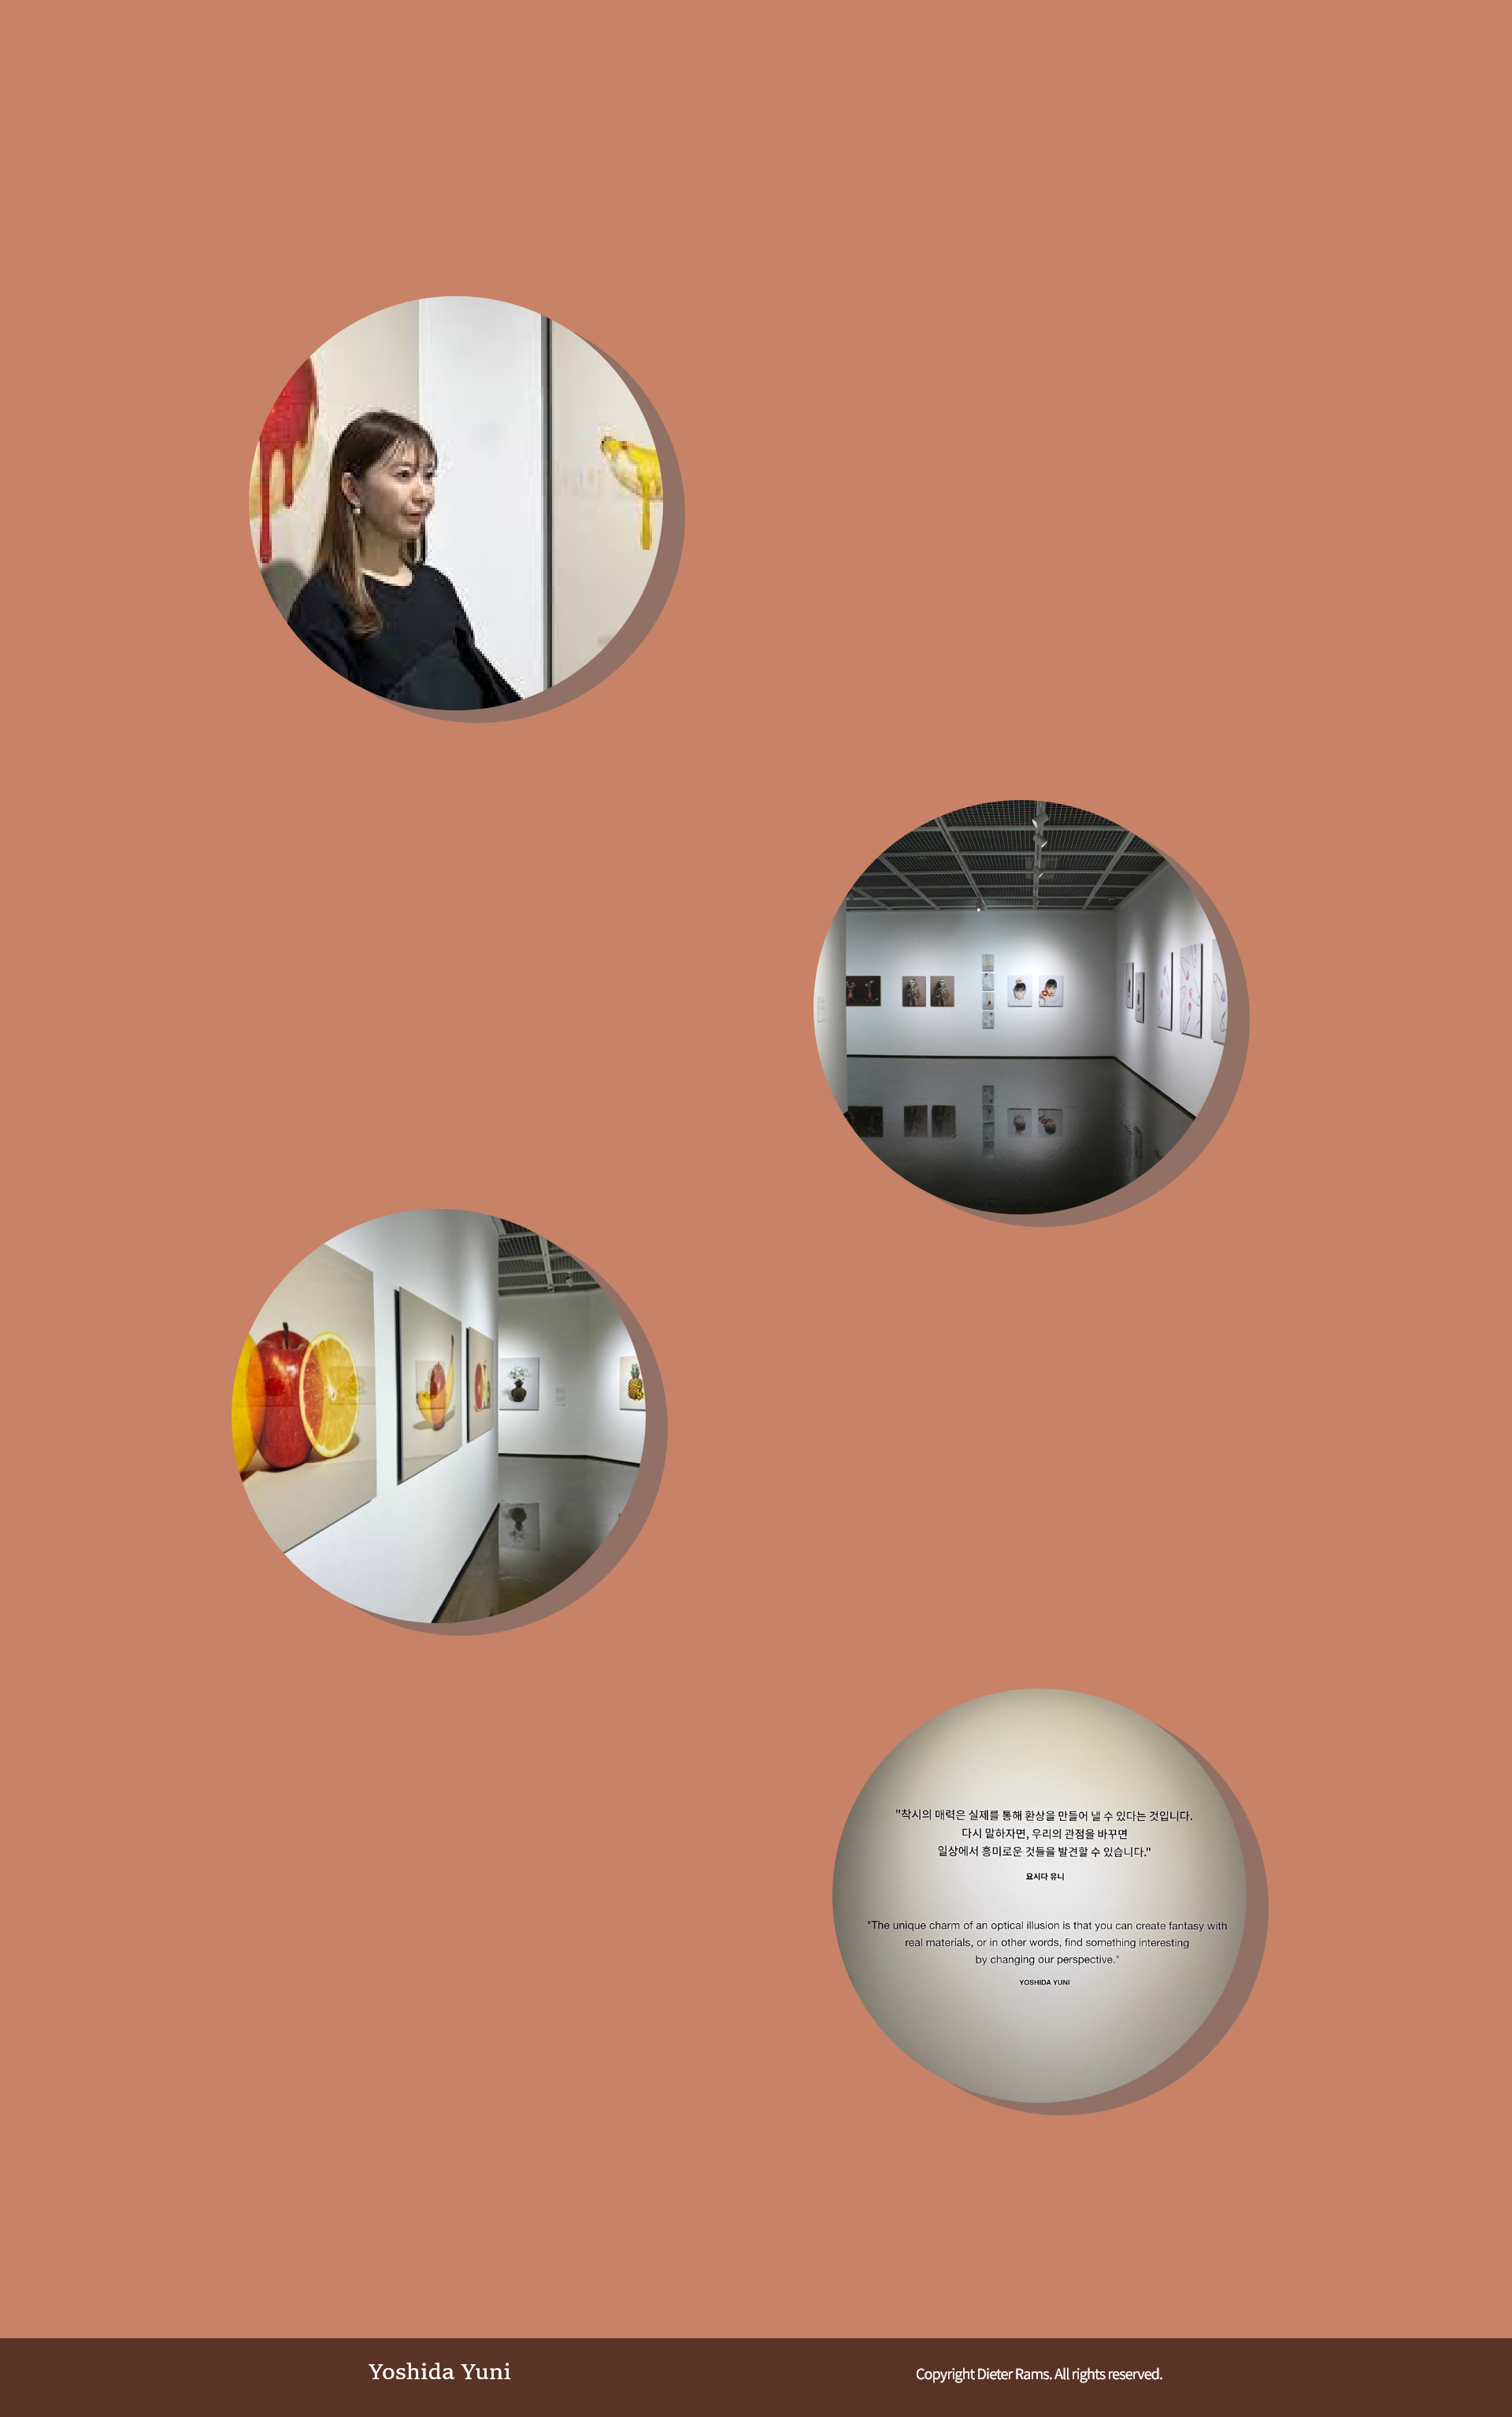 "착시의 매력은 실제를 통해 환상을 만들어 낼 수 있다는 것입니다.
다시 말하자면, 우리의 관점을 바꾸면
일상에서 흥미로운 것들을 발견할 수 있습니다."
요시다 유니
"The unique charm of an optical illusion is that you can create fantasy with
real materials, or in other words, find something interesting
by changing our perspective."
YOSHIDA YUNI
Yoshida Yuni
Copyright Dieter Rams. All rights reserved.